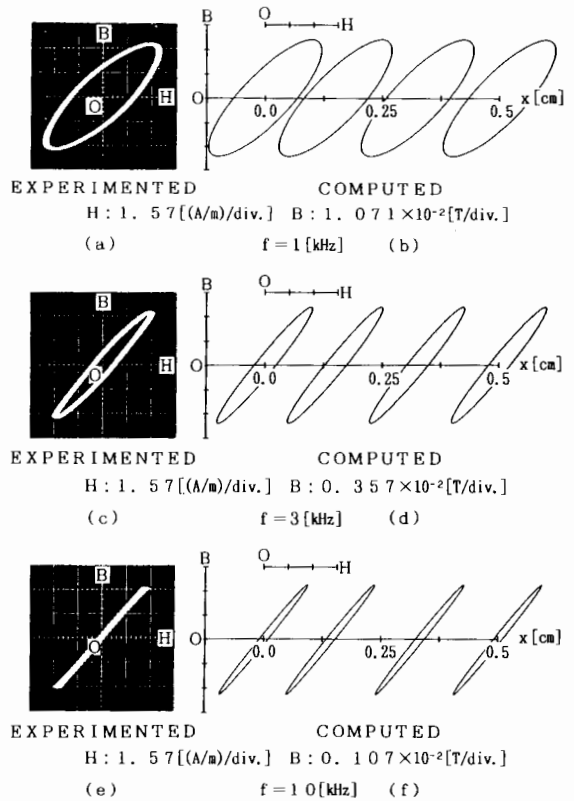 B
O
H
B
O
H
O
0.0
0.25
0.5
x[cm]
EXPERIMENTED
COMPUTED
H: 1. 57[(A/m)/div.] B: 1. 071×10⁻²[T/div.]
(a)
f=1[kHz]
(b)
B
O
H
B
O
H
O
0.0
0.25
0.5
x[cm]
EXPERIMENTED
COMPUTED
H: 1. 57[(A/m)/div.] B: 0. 357×10⁻²[T/div.]
(c)
f=3[kHz]
(d)
B
O
H
B
O
H
O
0.0
0.25
0.5
x[cm]
EXPERIMENTED
COMPUTED
H: 1. 57[(A/m)/div.] B: 0. 107×10⁻²[T/div.]
(e)
f=10[kHz]
(f)